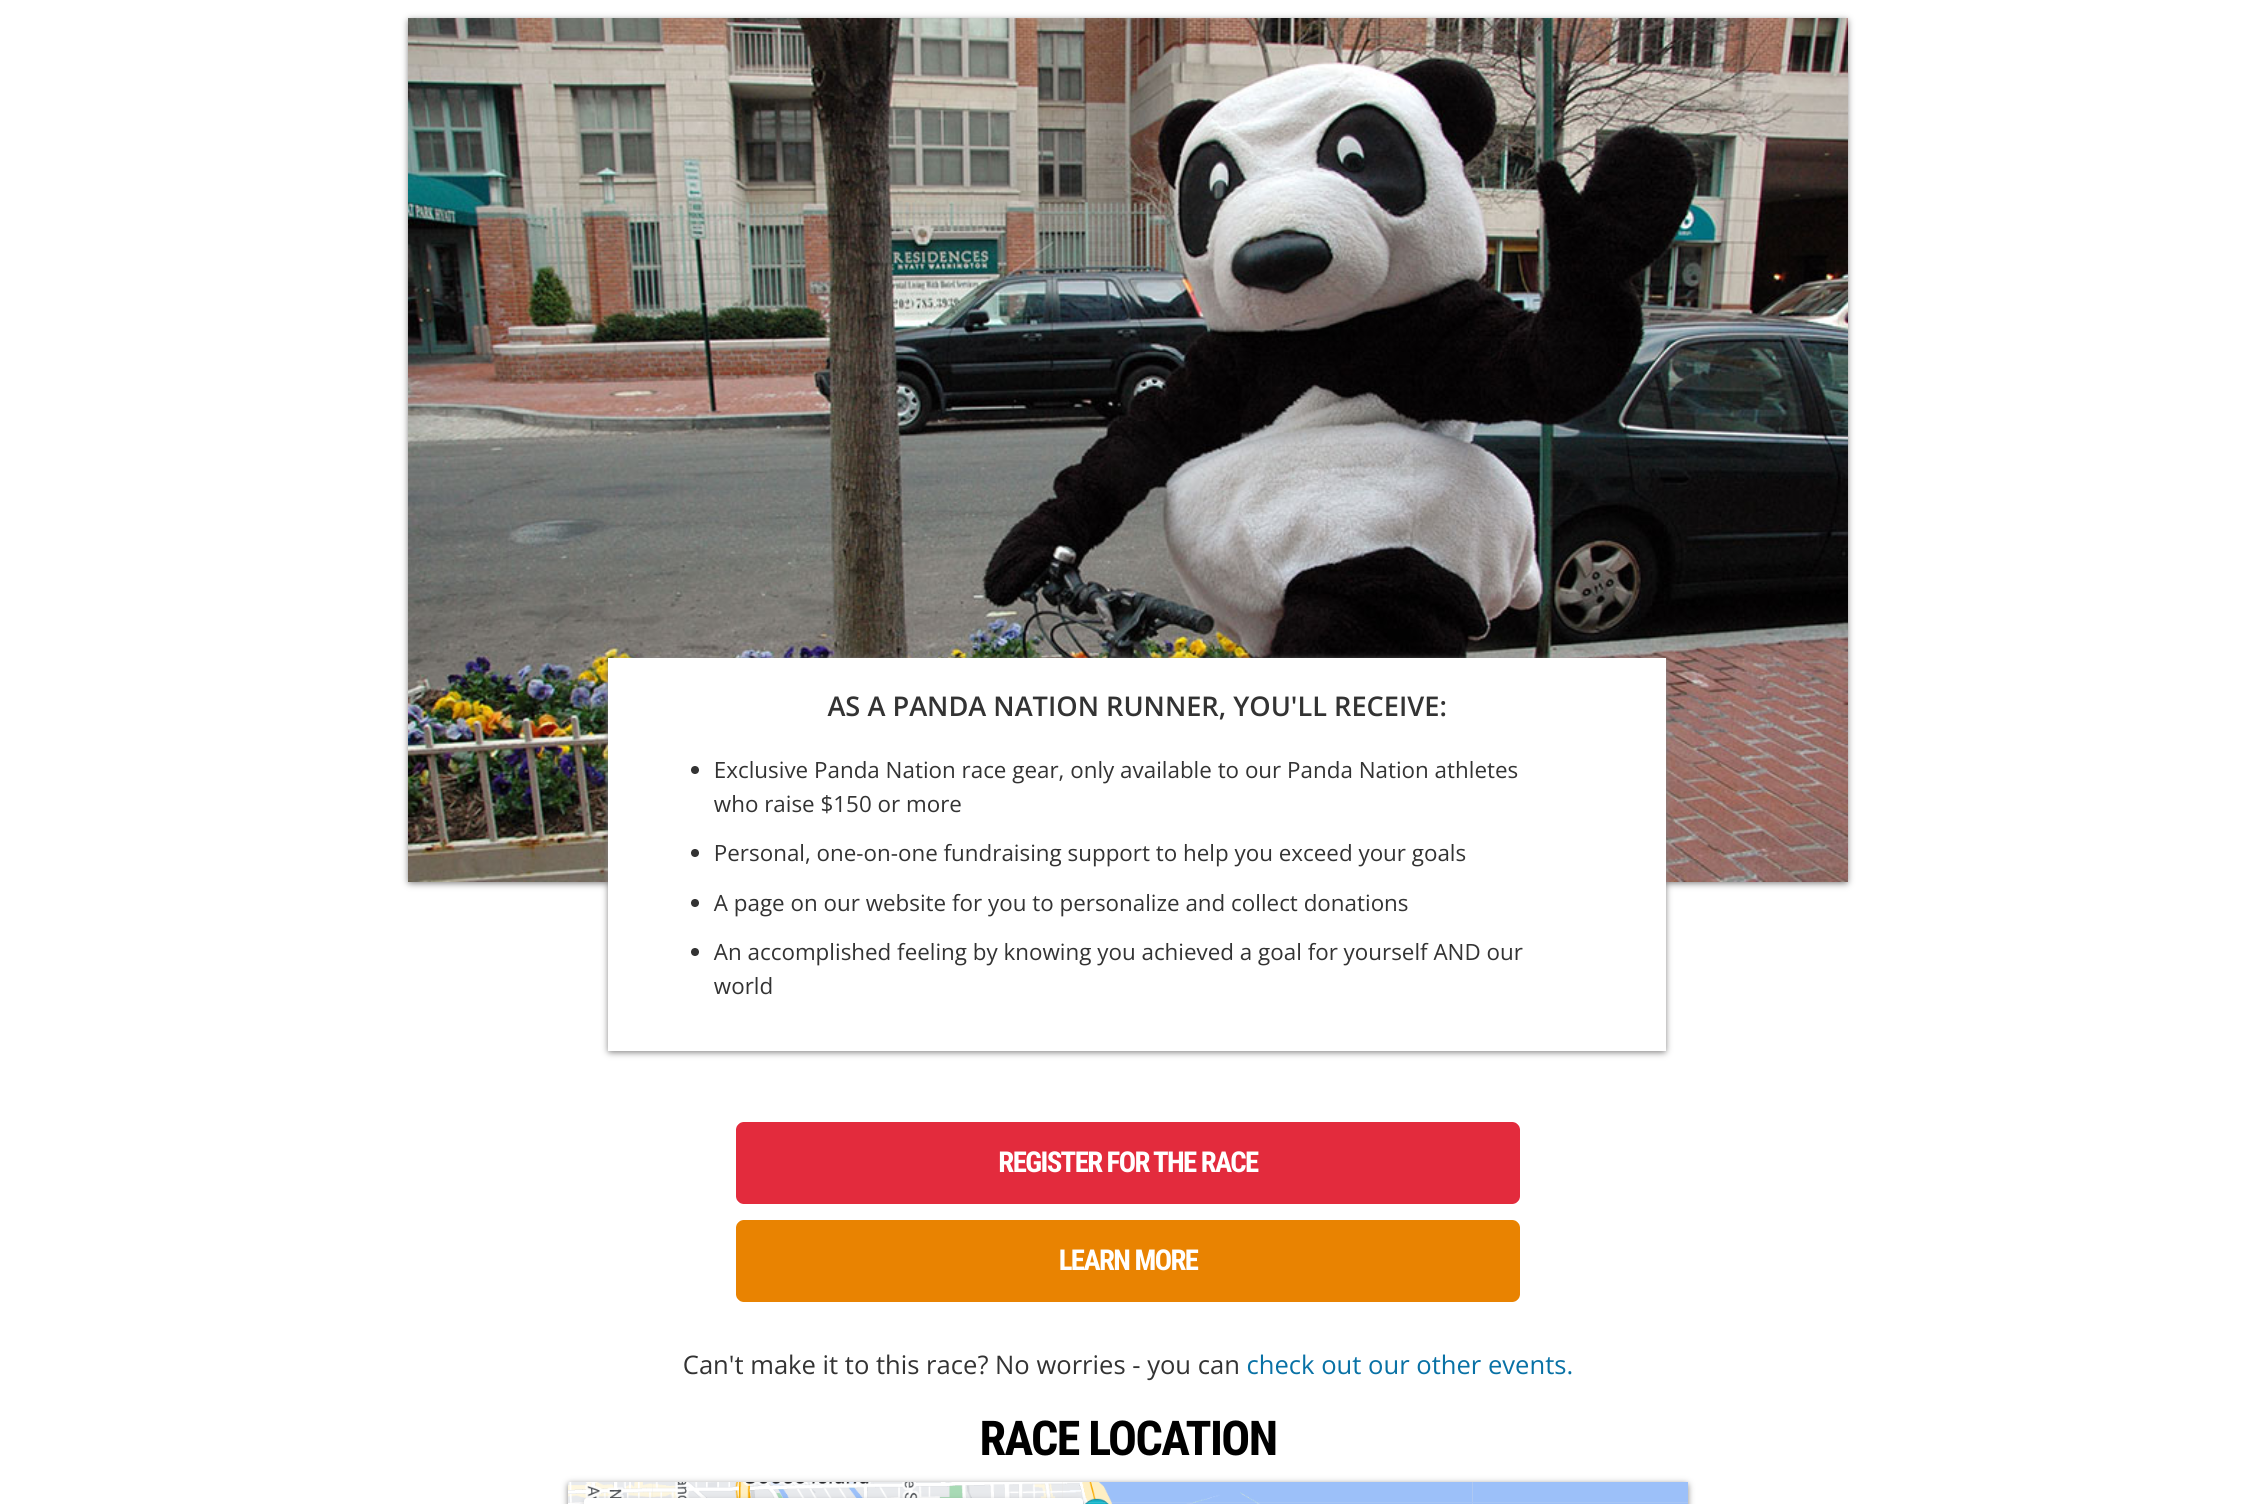 AT PARK HYATT
RESIDENCES
HYATT WASHINGTON
(202) 785.3939
AS A PANDA NATION RUNNER, YOU'LL RECEIVE:
• Exclusive Panda Nation race gear, only available to our Panda Nation athletes
who raise $150 or more
• Personal, one-on-one fundraising support to help you exceed your goals
• A page on our website for you to personalize and collect donations
• An accomplished feeling by knowing you achieved a goal for yourself AND our
world
REGISTER FOR THE RACE
LEARN MORE
Can't make it to this race? No worries - you can check out our other events.
RACE LOCATION